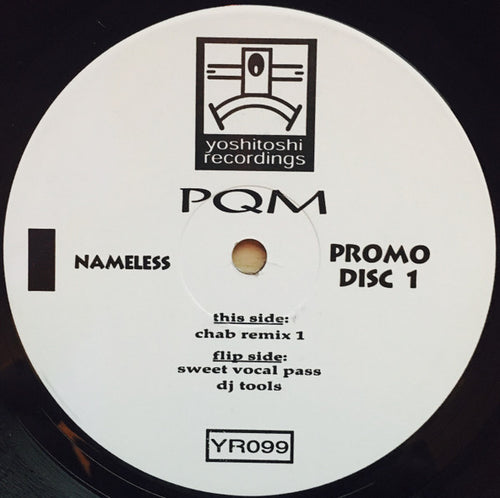 yoshitoshi
recordings
PQM
NAMELESS
PROMO
DISC 1
this side:
chab remix 1
flip side:
sweet vocal pass
dj tools
YR099